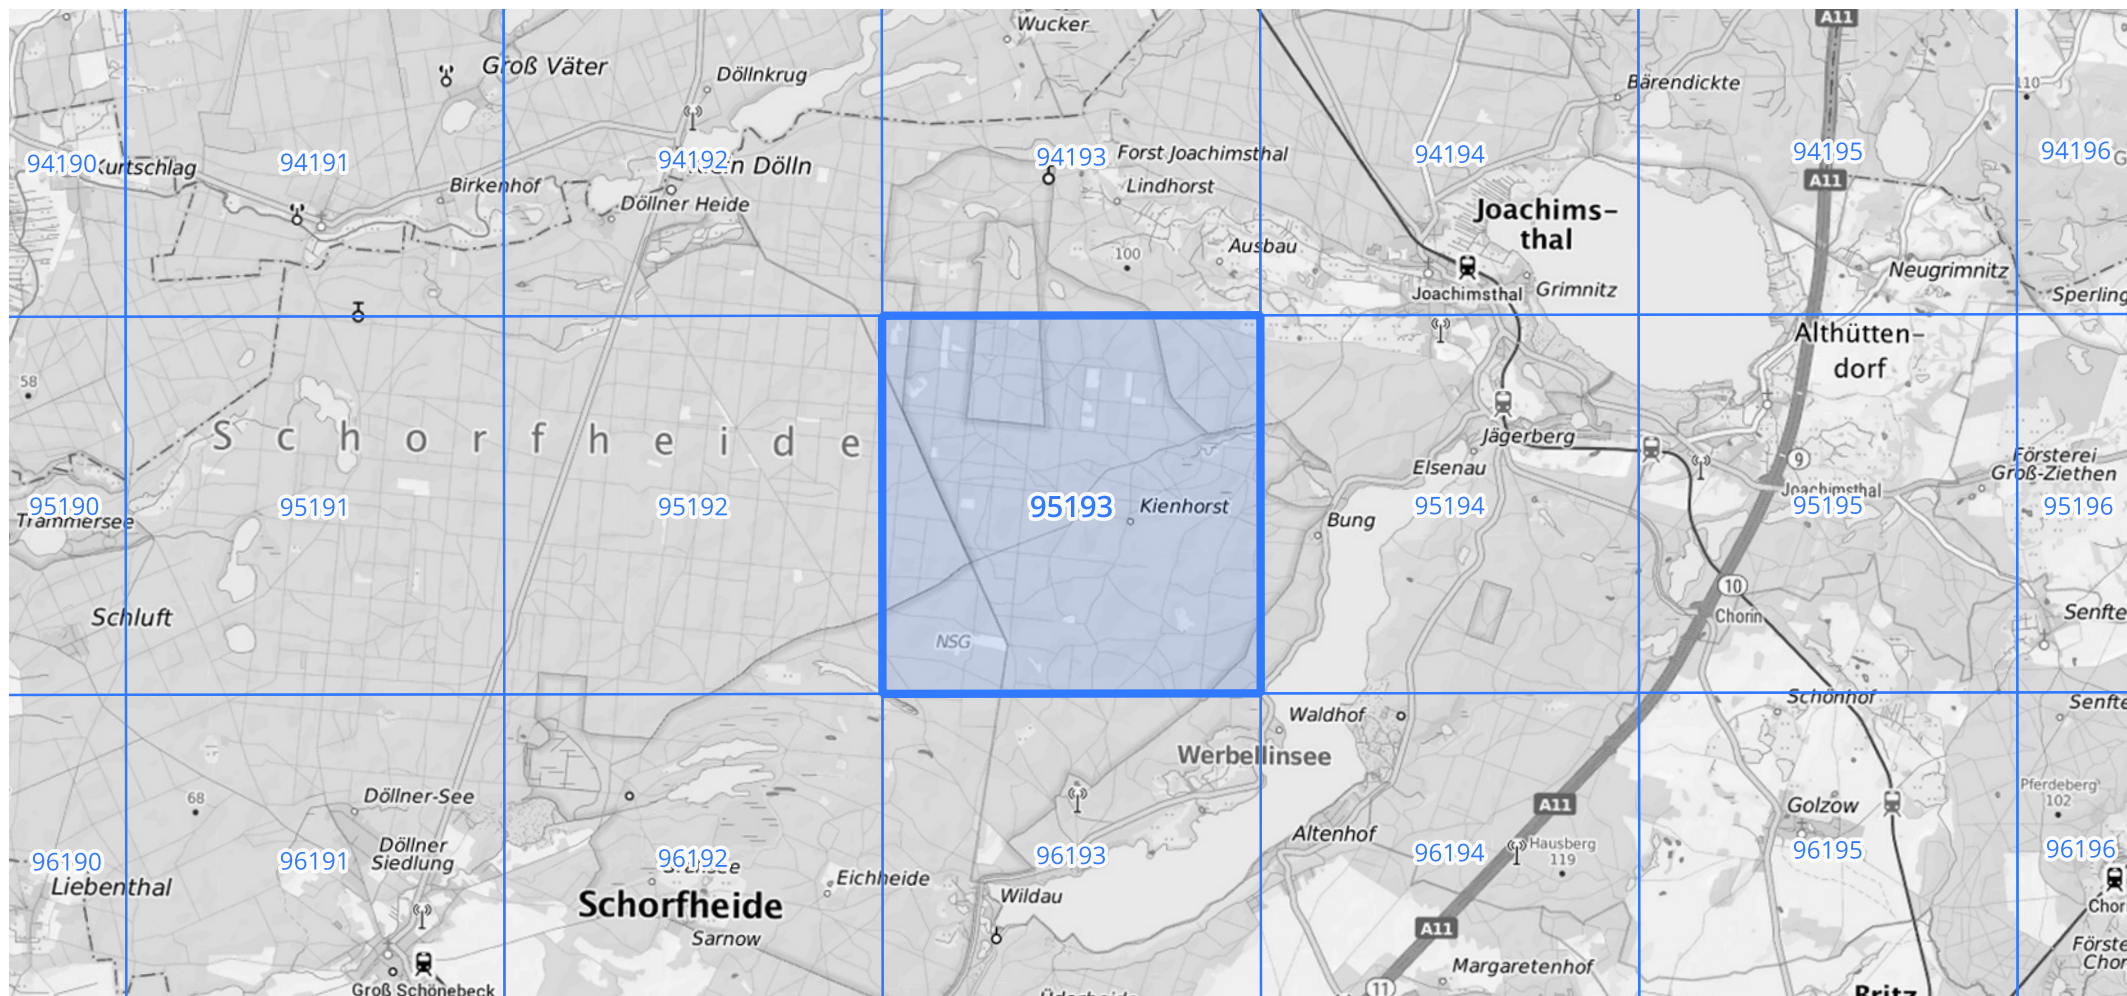 A11
Wucker
Groß Väter
Döllnkrug
Bärendickte
110
94190
Kurtschlag
94191
94192
Dölln
94193
Forst Joachimsthal
94194
94195
94196
G
Birkenhof
Döllner Heide
Lindhorst
A11
Joachims-
thal
100
Ausbau
Neugrimnitz
Joachimsthal
Grimnitz
Sperling
Althütten-
dorf
58
Schorfheide
Jägerberg
9
Försterei
Groß-Ziethen
Elsenau
Joachimsthal
95190
95191
95192
95193
Kienhorst
95194
95195
95196
Trämmersee
Bung
10
Chorin
Schluft
Senfte
NSG
Schönhof
Senfte
Waldhof
Werbellinsee
68
Döllner-See
A11
Golzow
Pferdeberg
102
Altenhof
Döllner
Siedlung
96190
96191
96192
96193
96194
Hausberg
119
96195
96196
Liebenthal
Eichheide
Wildau
Schorfheide
Chor
A11
Sarnow
Förste
Chor
Margaretenhof
Groß Schönebeck
11
Britz